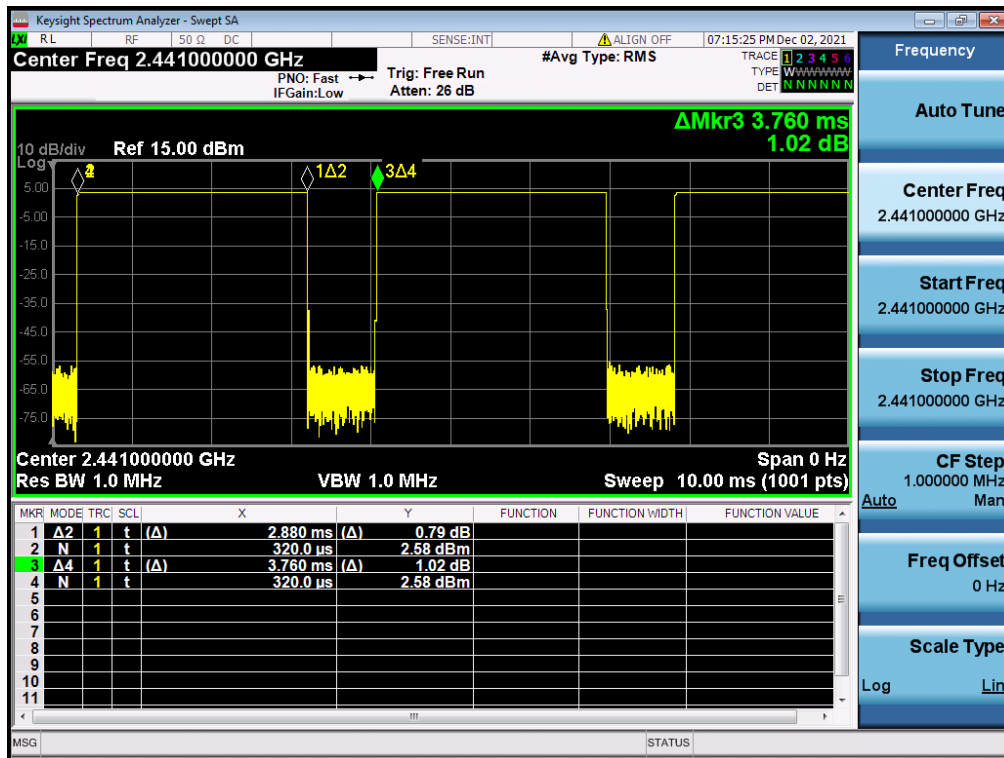 Keysight Spectrum Analyzer - Swept SA
LXI RL RF 50 Ω DC SENSE:INT ALIGN OFF 07:15:25 PM Dec 02, 2021
Center Freq 2.441000000 GHz
PNO: Fast
IFGain:Low
Trig: Free Run
Atten: 26 dB
#Avg Type: RMS
TRACE 1 2 3 4 5 6
TYPE WWWWWW
DET N N N N N N
ΔMkr3 3.760 ms
1.02 dB
10 dB/div Ref 15.00 dBm
Log
2Δ1
1Δ2
3Δ4
5.00
-5.00
-15.0
-25.0
-35.0
-45.0
-55.0
-65.0
-75.0
Center 2.441000000 GHz Span 0 Hz
Res BW 1.0 MHz VBW 1.0 MHz Sweep 10.00 ms (1001 pts)
MKR MODE TRC SCL X Y FUNCTION FUNCTION WIDTH FUNCTION VALUE
1 Δ2 1 t (Δ) 2.880 ms (Δ) 0.79 dB
2 N 1 t 320.0 µs 2.58 dBm
3 Δ4 1 t (Δ) 3.760 ms (Δ) 1.02 dB
4 N 1 t 320.0 µs 2.58 dBm
5
6
7
8
9
10
11
MSG STATUS
Frequency
Auto Tune
Center Freq
2.441000000 GHz
Start Freq
2.441000000 GHz
Stop Freq
2.441000000 GHz
CF Step
1.000000 MHz
Auto Man
Freq Offset
0 Hz
Scale Type
Log Lin